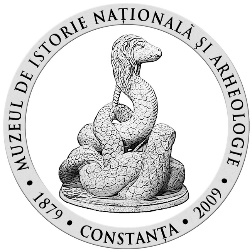 MUZEUL DE ISTORIE NAȚIONALĂ ȘI ARHEOLOGIE
• 1879 • CONSTANȚA • 2009 •